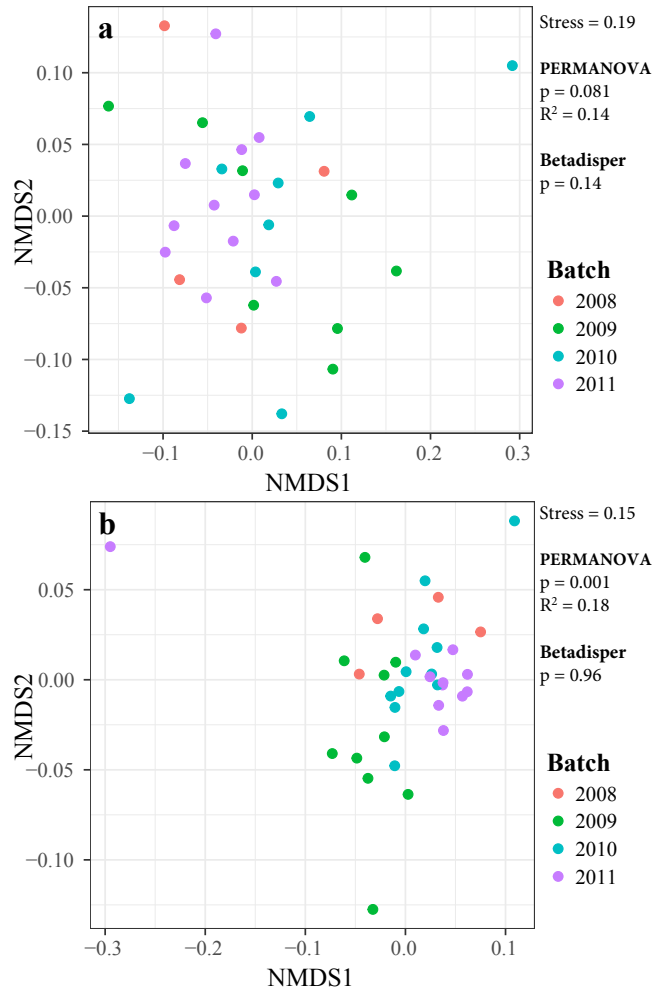 a
Stress = 0.19
PERMANOVA
p = 0.081
R² = 0.14
Betadisper
p = 0.14
Batch
2008
2009
2010
2011
NMDS2
0.10
0.05
0.00
−0.05
−0.10
−0.15
−0.1 0.0 0.1 0.2 0.3
NMDS1
b
Stress = 0.15
PERMANOVA
p = 0.001
R² = 0.18
Betadisper
p = 0.96
Batch
2008
2009
2010
2011
NMDS2
0.05
0.00
−0.05
−0.10
−0.3 −0.2 −0.1 0.0 0.1
NMDS1